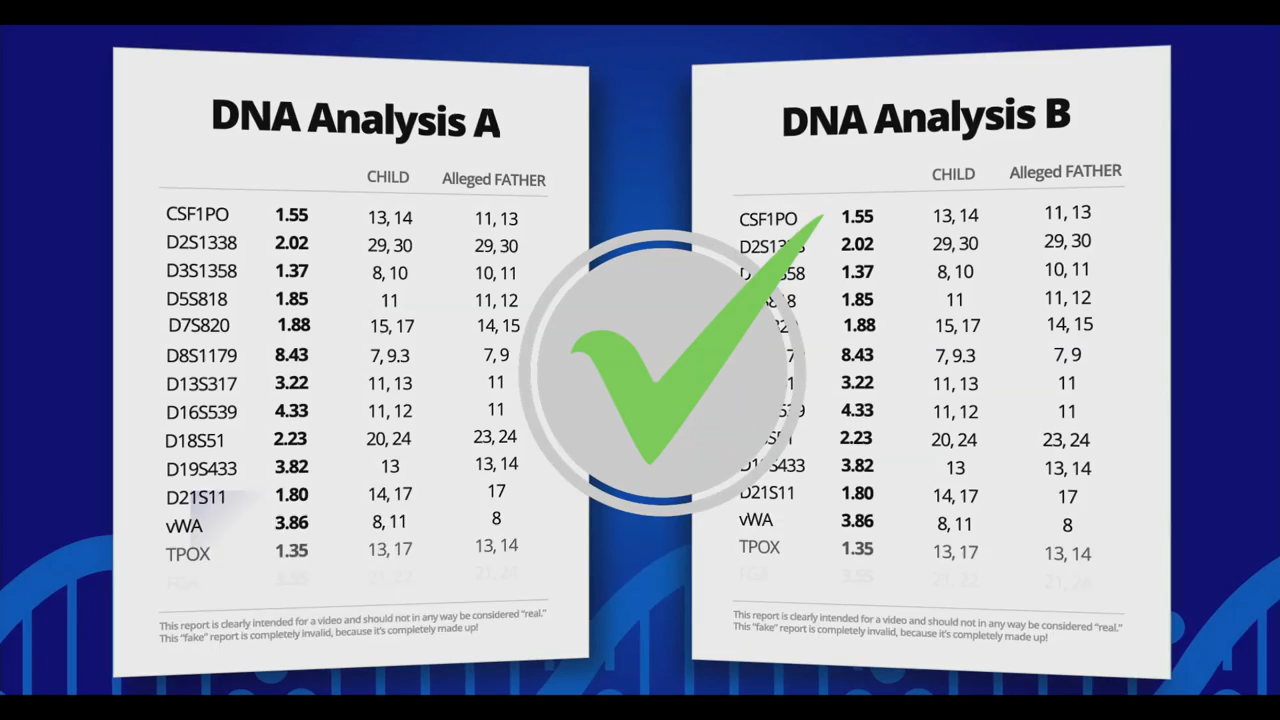 DNA Analysis A
CHILD Alleged FATHER
CSF1PO 1.55 13, 14 11, 13
D2S1338 2.02 29, 30 29, 30
D3S1358 1.37 8, 10 10, 11
D5S818 1.85 11 11, 12
D7S820 1.88 15, 17 14, 15
D8S1179 8.43 7, 9.3 7, 9
D13S317 3.22 11, 13 11
D16S539 4.33 11, 12 11
D18S51 2.23 20, 24 23, 24
D19S433 3.82 13 13, 14
D21S11 1.80 14, 17 17
vWA 3.86 8, 11 8
TPOX 1.35 13, 17 13, 14
This report is clearly intended for a video and should not in any way be considered “real.”
This “fake” report is completely invalid, because it’s completely made up!
DNA Analysis B
CHILD Alleged FATHER
CSF1PO 1.55 13, 14 11, 13
2.02 29, 30 29, 30
1.37 8, 10 10, 11
1.85 11 11, 12
1.88 15, 17 14, 15
8.43 7, 9.3 7, 9
3.22 11, 13 11
4.33 11, 12 11
2.23 20, 24 23, 24
3.82 13 13, 14
D21S11 1.80 14, 17 17
vWA 3.86 8, 11 8
TPOX 1.35 13, 17 13, 14
This report is clearly intended for a video and should not in any way be considered “real.”
This “fake” report is completely invalid, because it’s completely made up!